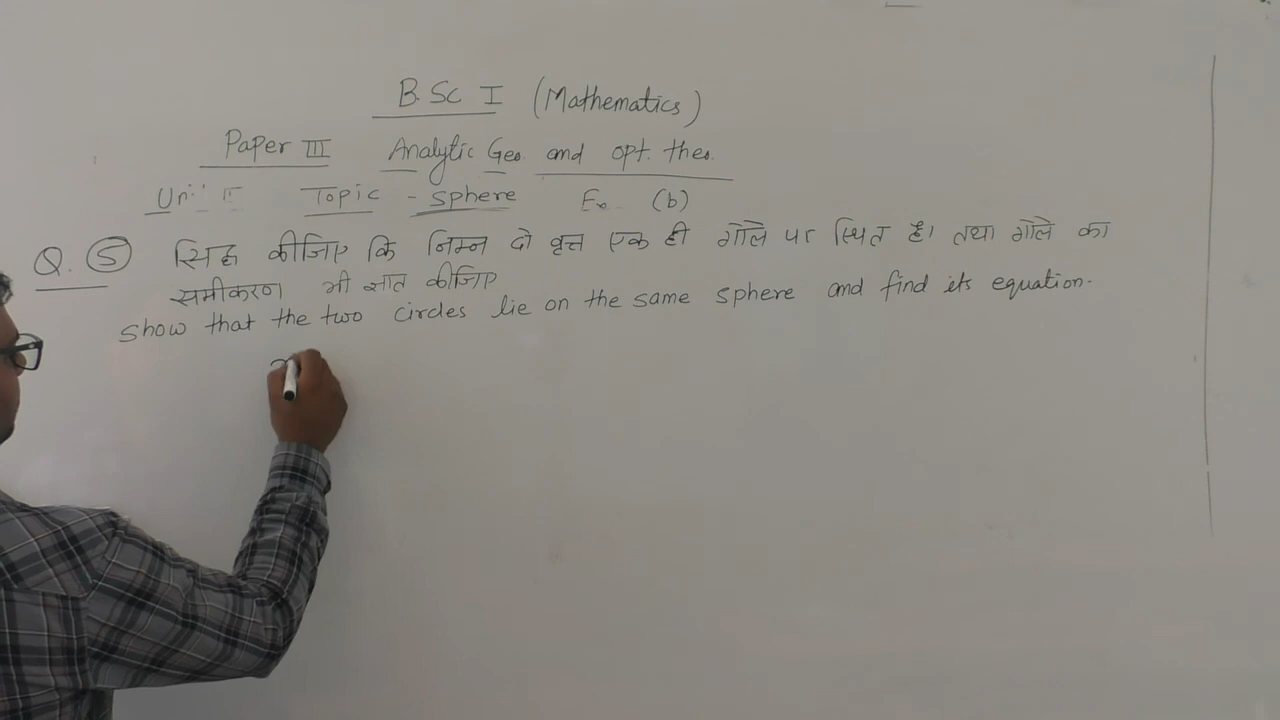 B.Sc I (Mathematics)
Paper III Analytic Geo. and opt. theo.
Topic - sphere Ex. (b)
Q. 5 सिद्ध कीजिए कि निम्न दो वृत्त एक ही गोले पर स्थित है। तथा गोले का
समीकरण भी ज्ञात कीजिए
show that the two circles lie on the same sphere and find its equation.